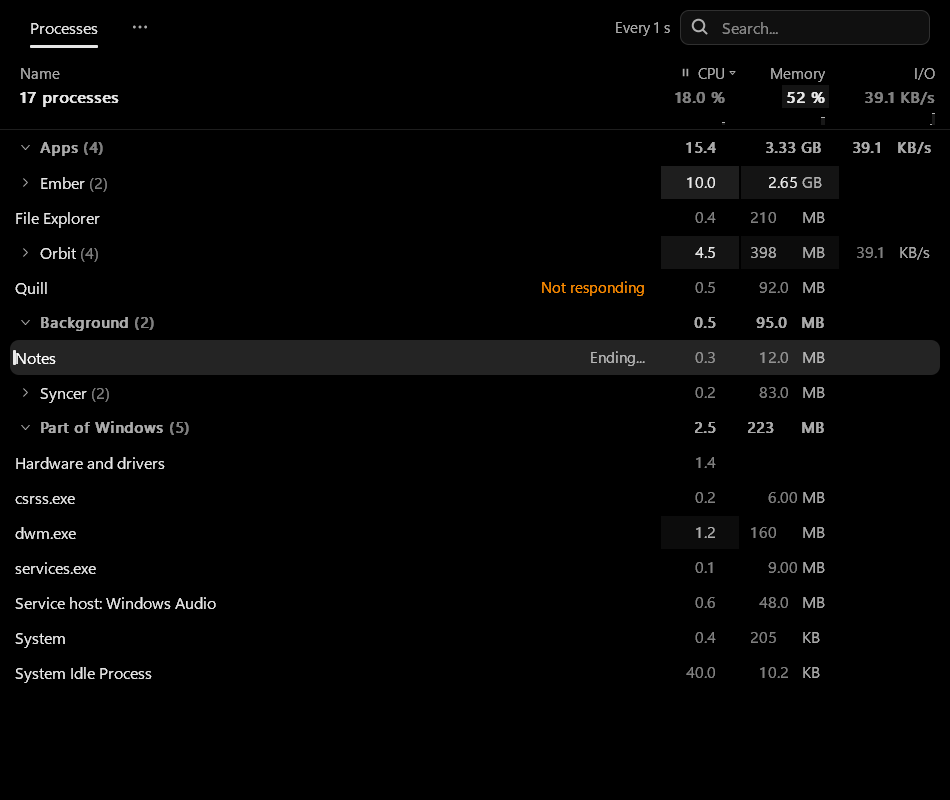 Processes ··· Every 1 s Search...
Name CPU Memory I/O
17 processes 18.0 % 52 % 39.1 KB/s
Apps (4) 15.4 3.33 GB 39.1 KB/s
Ember (2) 10.0 2.65 GB
File Explorer 0.4 210 MB
Orbit (4) 4.5 398 MB 39.1 KB/s
Quill Not responding 0.5 92.0 MB
Background (2) 0.5 95.0 MB
Notes Ending... 0.3 12.0 MB
Syncer (2) 0.2 83.0 MB
Part of Windows (5) 2.5 223 MB
Hardware and drivers 1.4
csrss.exe 0.2 6.00 MB
dwm.exe 1.2 160 MB
services.exe 0.1 9.00 MB
Service host: Windows Audio 0.6 48.0 MB
System 0.4 205 KB
System Idle Process 40.0 10.2 KB